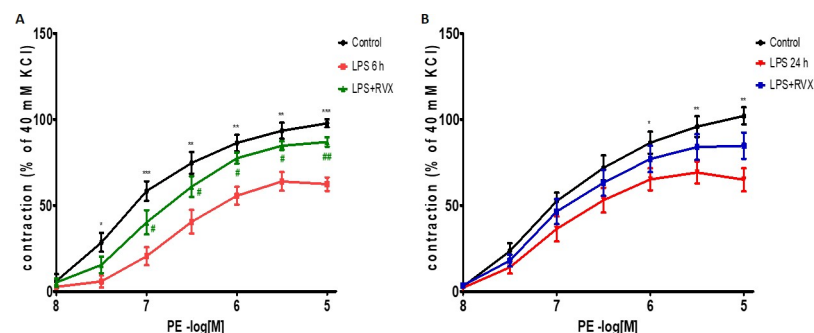 A
150
100
50
0
contraction (% of 40 mM KCl)
*
***
**
**
**
***
#
#
#
#
##
8
7
6
5
PE -log[M]
Control
LPS 6 h
LPS+RVX
B
150
100
50
0
contraction (% of 40 mM KCl)
*
**
**
8
7
6
5
PE -log[M]
Control
LPS 24 h
LPS+RVX